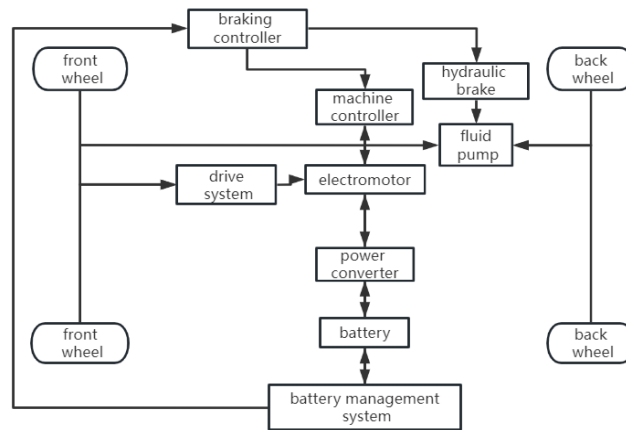 braking
controller
front
wheel
back
wheel
hydraulic
brake
machine
controller
fluid
pump
drive
system
electromotor
power
converter
front
wheel
battery
back
wheel
battery management
system